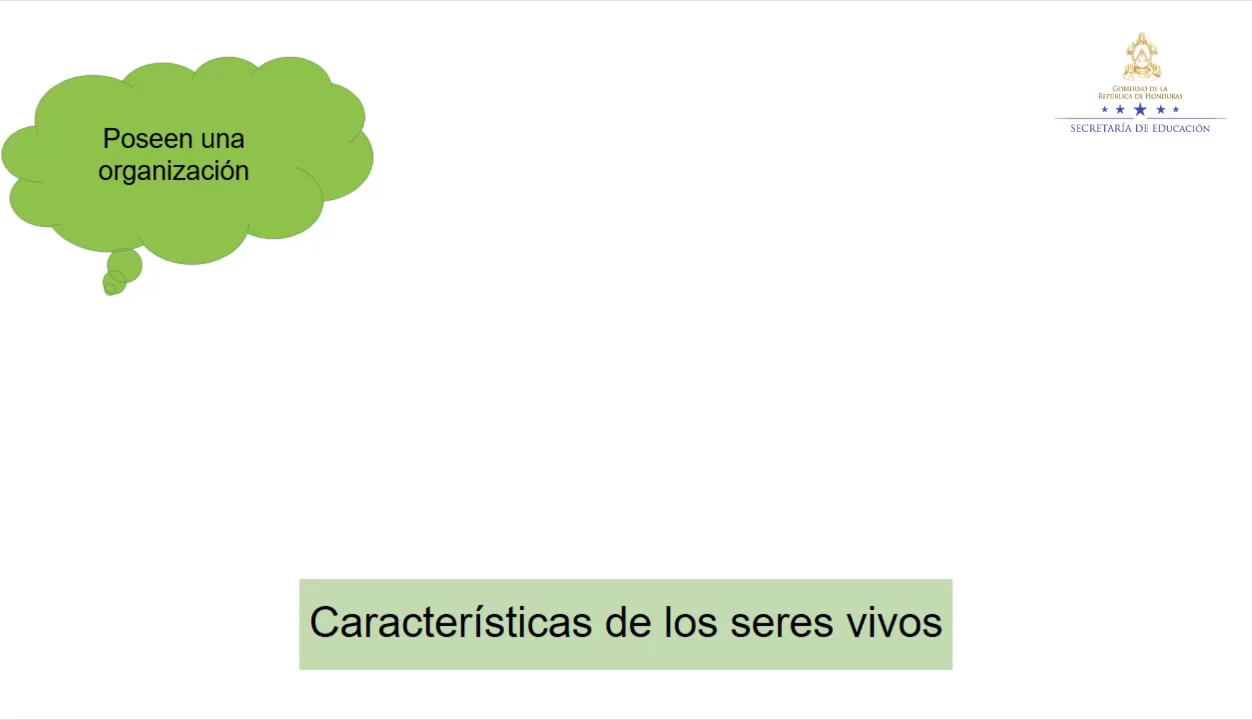 Poseen una
organización
GOBIERNO DE LA
REPÚBLICA DE HONDURAS
SECRETARÍA DE EDUCACIÓN
Características de los seres vivos